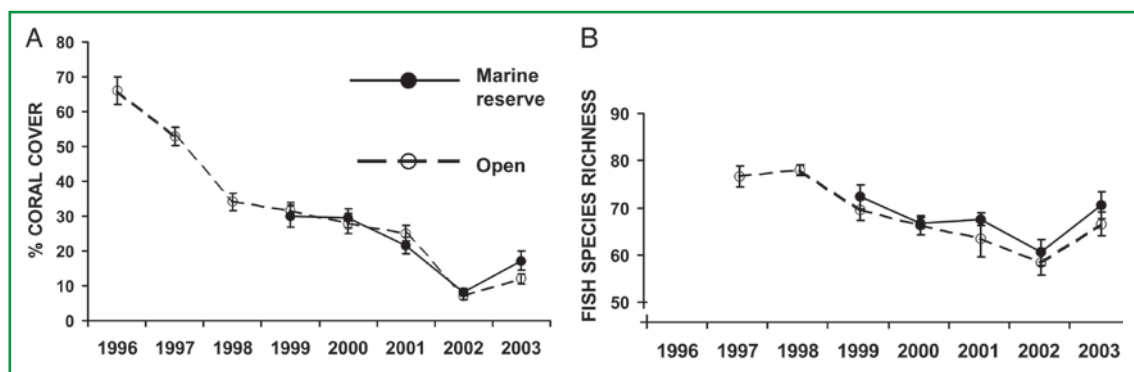 A
% CORAL COVER
80
70
60
50
40
30
20
10
0
1996 1997 1998 1999 2000 2001 2002 2003
Marine
reserve
Open
B
FISH SPECIES RICHNESS
90
80
70
60
50
1996 1997 1998 1999 2000 2001 2002 2003